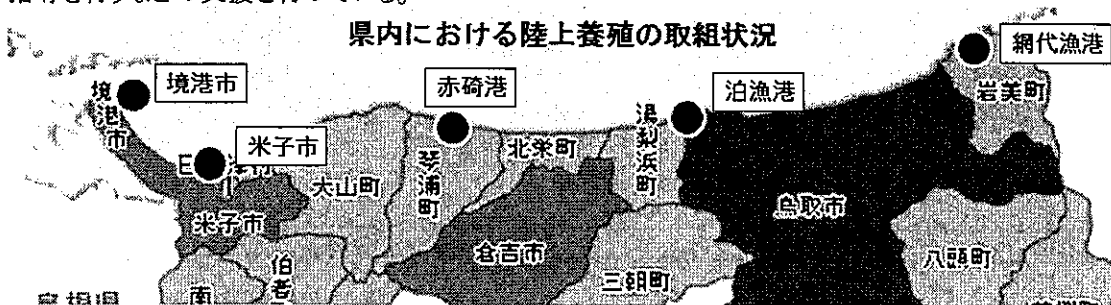 県内における陸上養殖の取組状況
網代漁港
境港市
赤碕港
泊漁港
岩美町
境港市
米子市
湯梨浜町
北栄町
琴浦町
大山町
鳥取市
米子市
倉吉市
八頭町
三朝町
伯耆
南
島根県